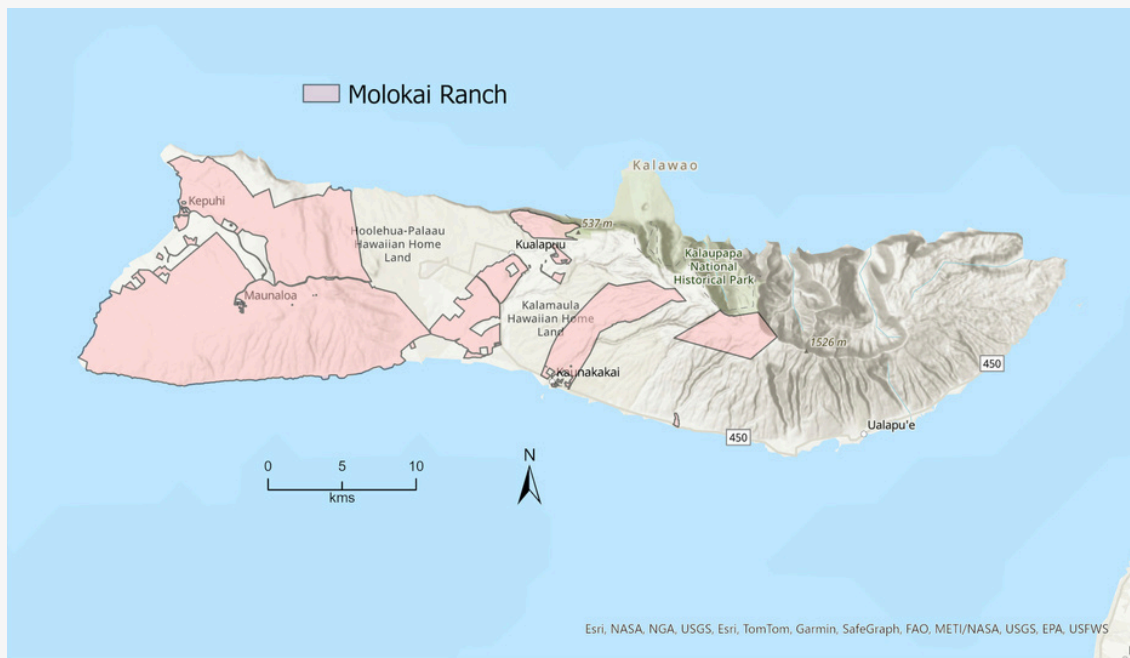 Molokai Ranch
Kalawao
Kepuhi
537 m
Hoolehua-Palaau
Hawaiian Home
Land
Kualapuu
Kalaupapa
National
Historical Park
Maunaloa
Kalamaula
Hawaiian Home
Land
1526 m
450
Kaunakakai
450
Ualapu'e
N
0 5 10
kms
Esri, NASA, NGA, USGS, Esri, TomTom, Garmin, SafeGraph, FAO, METI/NASA, USGS, EPA, USFWS